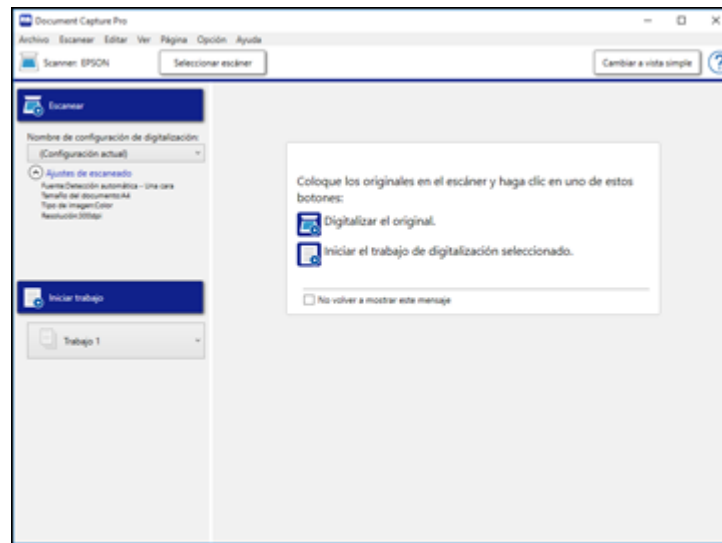 Document Capture Pro
Archivo Escanear Editar Ver Página Opción Ayuda
Scanner: EPSON
Seleccionar escáner
Cambiar a vista simple
?
Escanear
Nombre de configuración de digitalización:
(Configuración actual)
Ajustes de escaneado
Fuente:Detección automática - Una cara
Tamaño del documento:A4
Tipo de imagen:Color
Resolución:300dpi
Coloque los originales en el escáner y haga clic en uno de estos
botones:
Digitalizar el original.
Iniciar el trabajo de digitalización seleccionado.
No volver a mostrar este mensaje
Iniciar trabajo
Trabajo 1